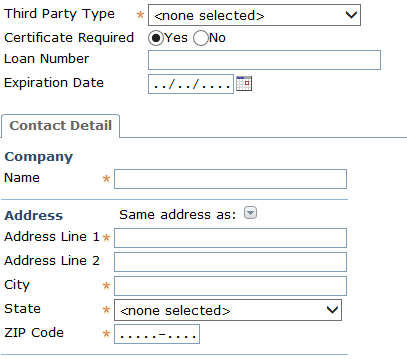 Third Party Type * <none selected>
Certificate Required Yes No
Loan Number
Expiration Date ../../....
Contact Detail
Company
Name *
Address Same address as:
Address Line 1 *
Address Line 2
City *
State * <none selected>
ZIP Code * .....-....